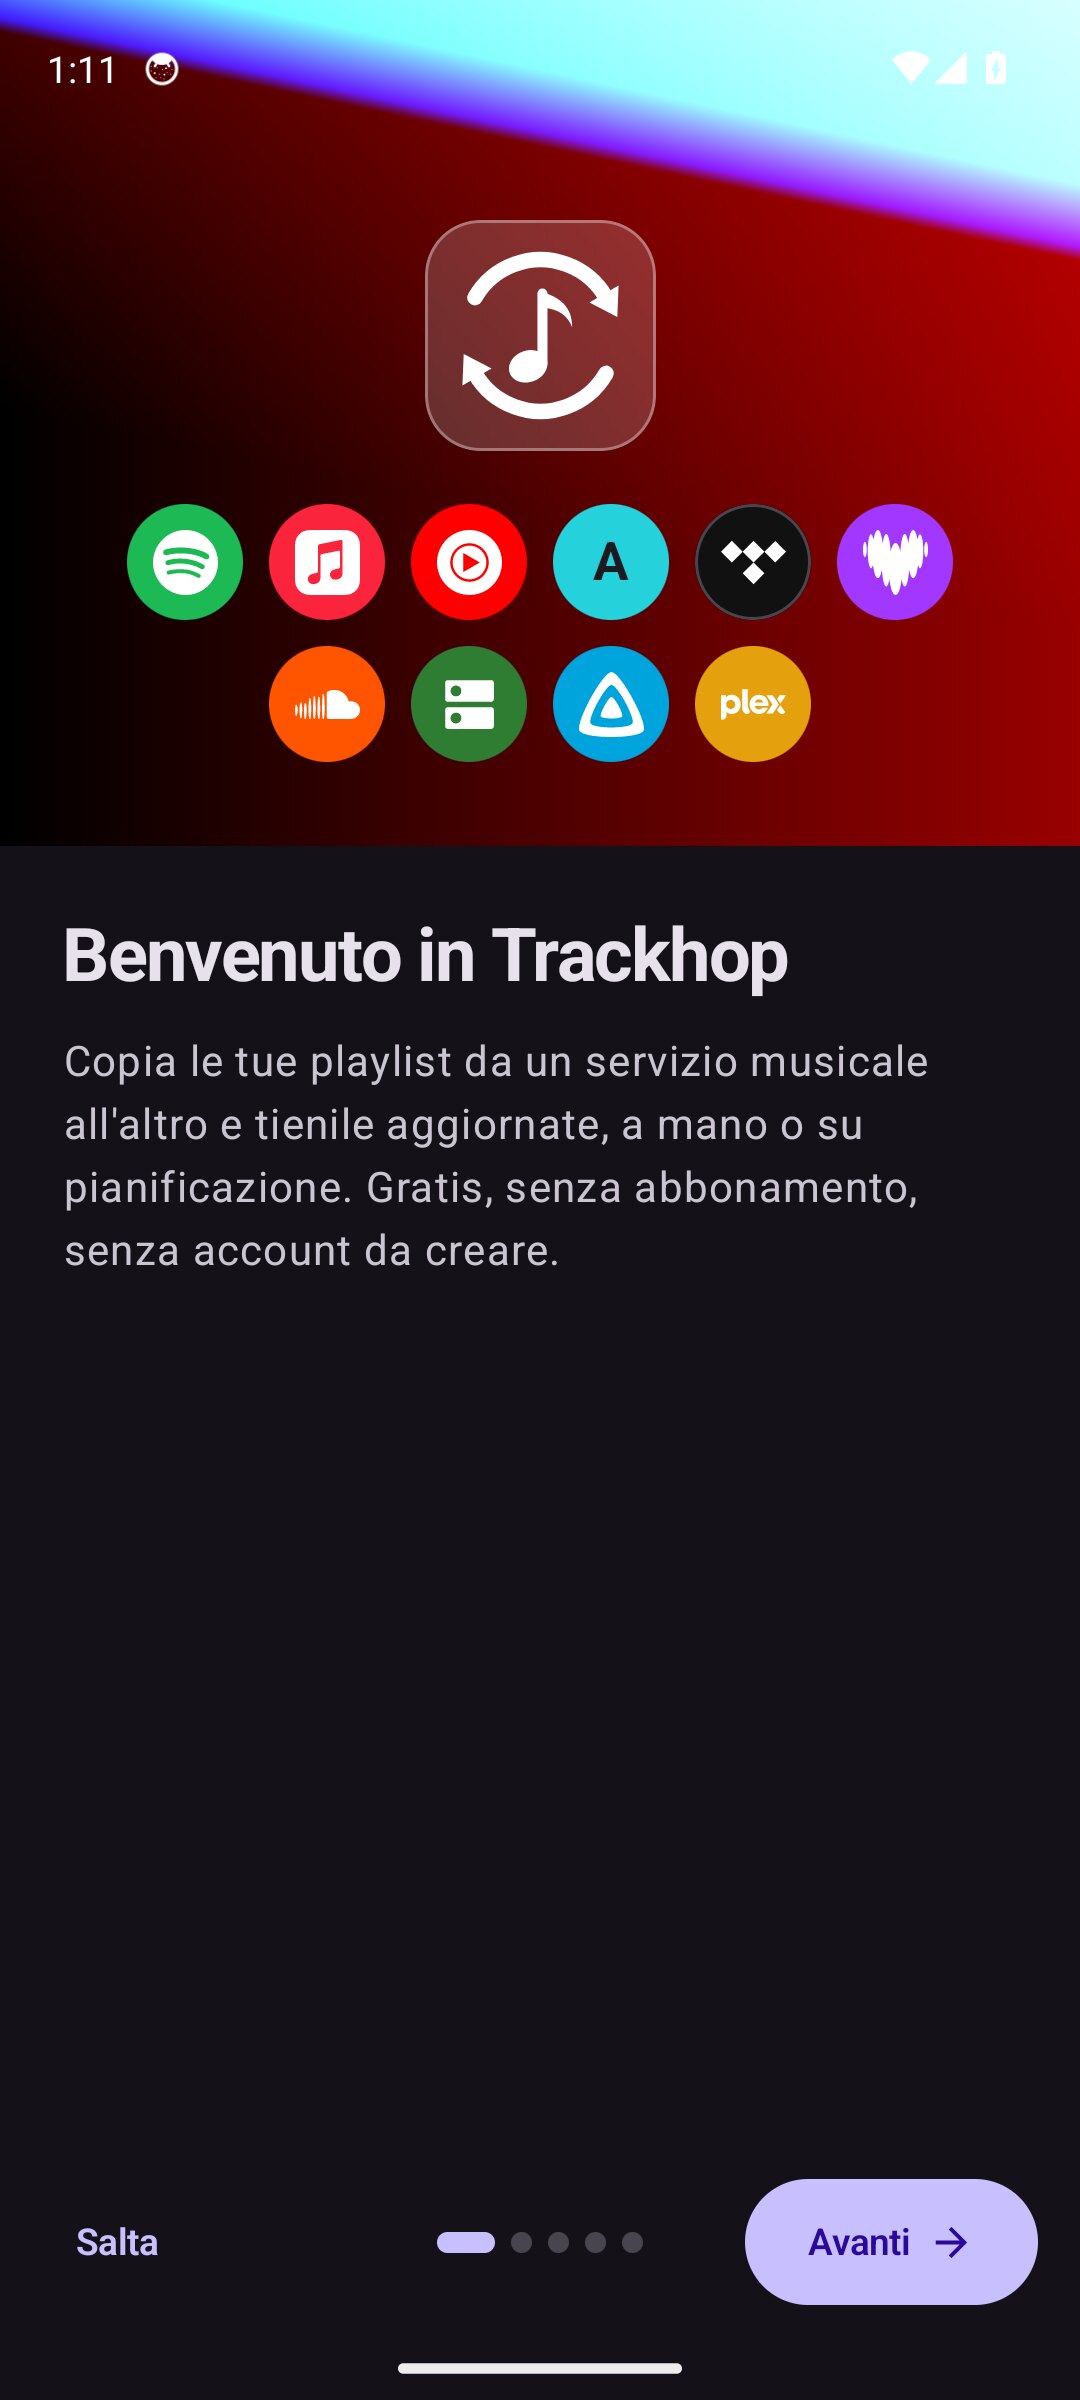 1:11
A
plex
Benvenuto in Trackhop
Copia le tue playlist da un servizio musicale
all'altro e tienile aggiornate, a mano o su
pianificazione. Gratis, senza abbonamento,
senza account da creare.
Salta
Avanti